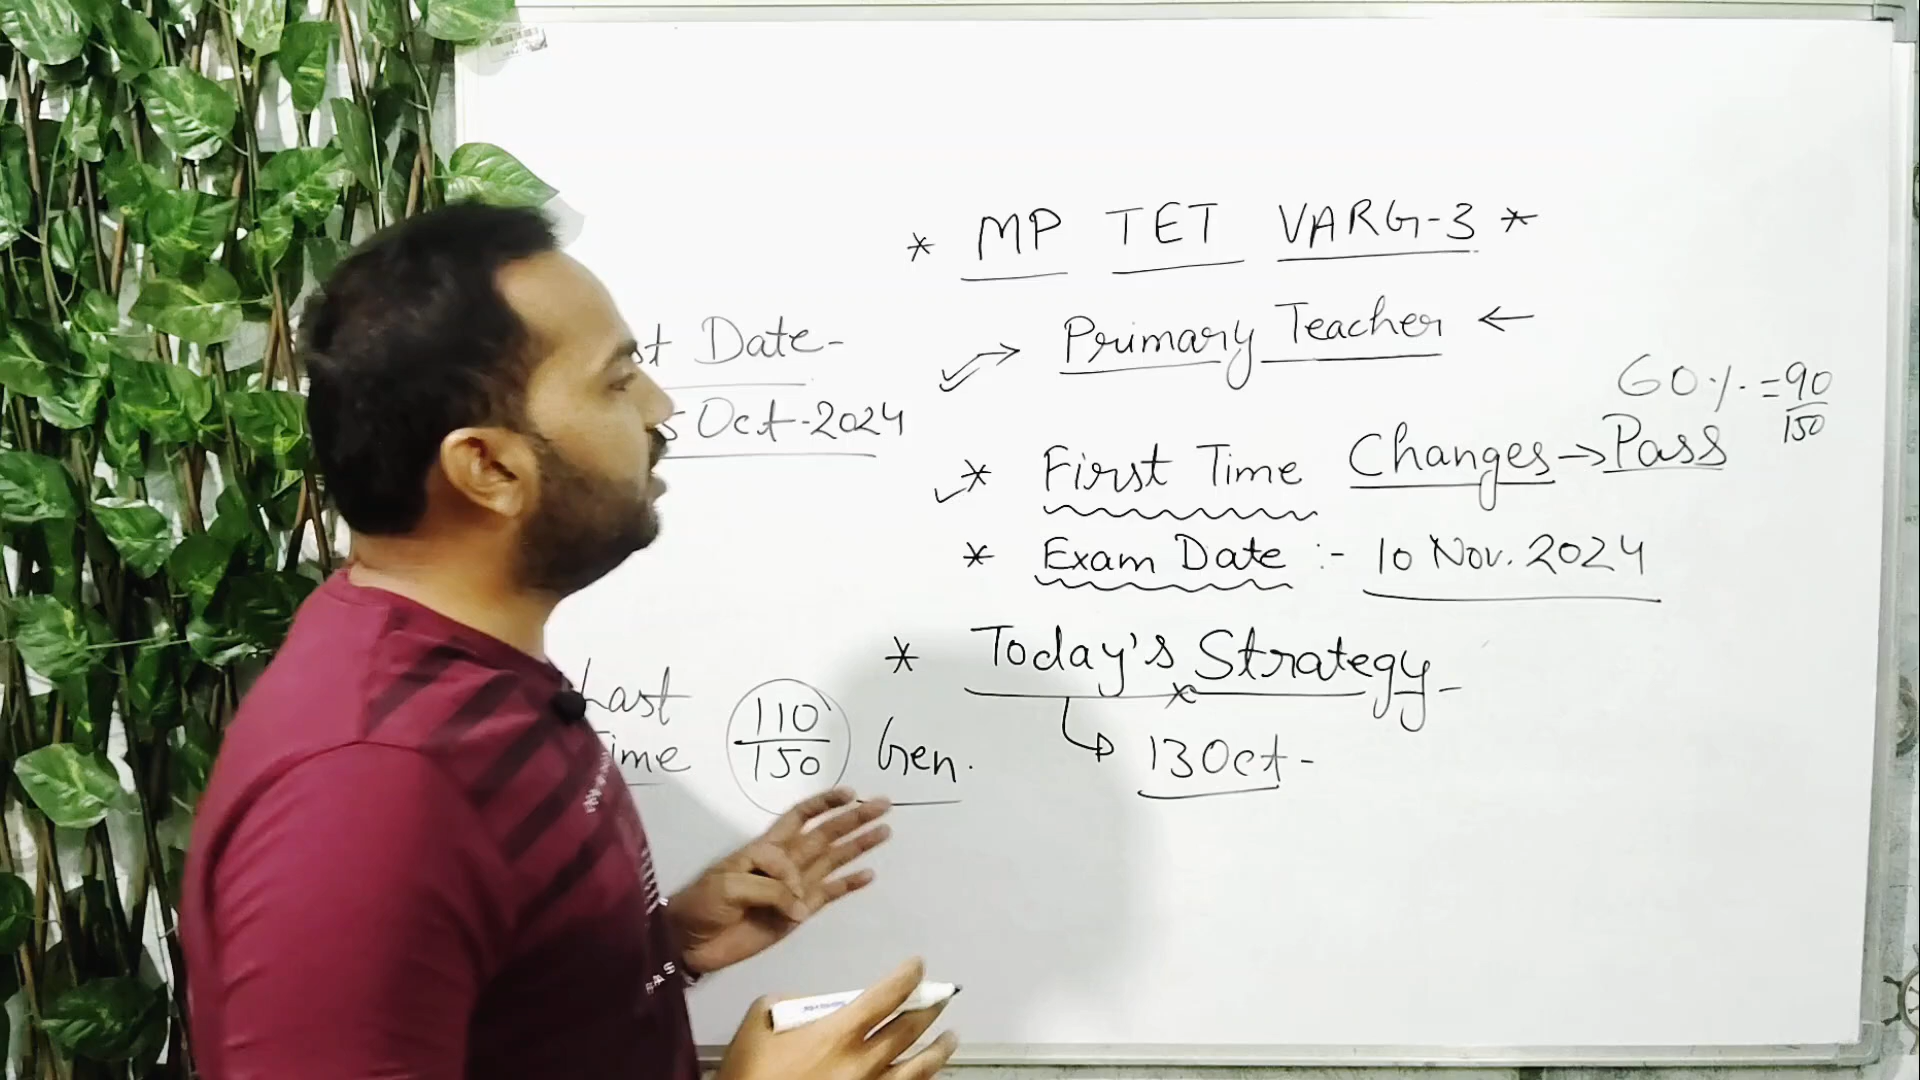 * MP TET VARG-3 *
→ Primary Teacher ←
60% = 90/150
* First Time Changes → Pass
* Exam Date :- 10 Nov. 2024
* Today's Strategy -
13 Oct -
Date -
Oct-2024
Last
110/150 Gen.